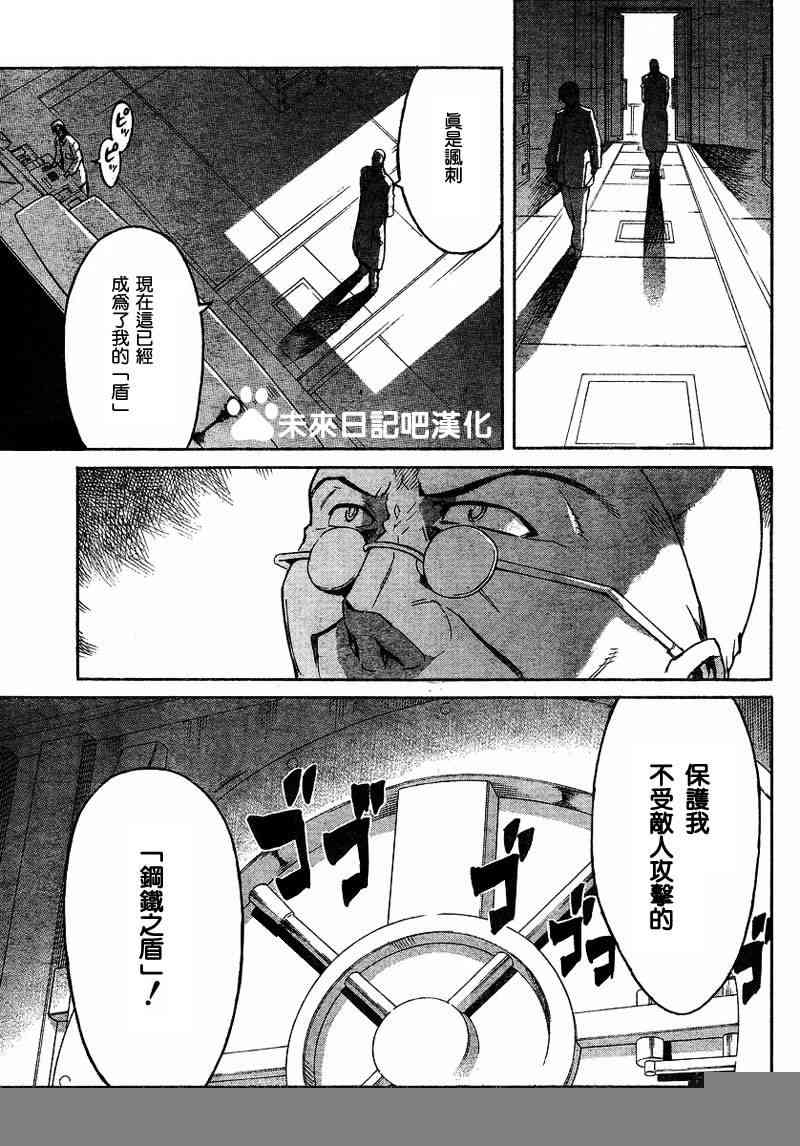 真是諷刺
ピッ
ピッ
現在這已經
成爲了我的「盾」
未來日記吧漢化
保護我
不受敵人攻擊的
ゴゴゴ
ゴゴゴ
「鋼鐵之盾」！